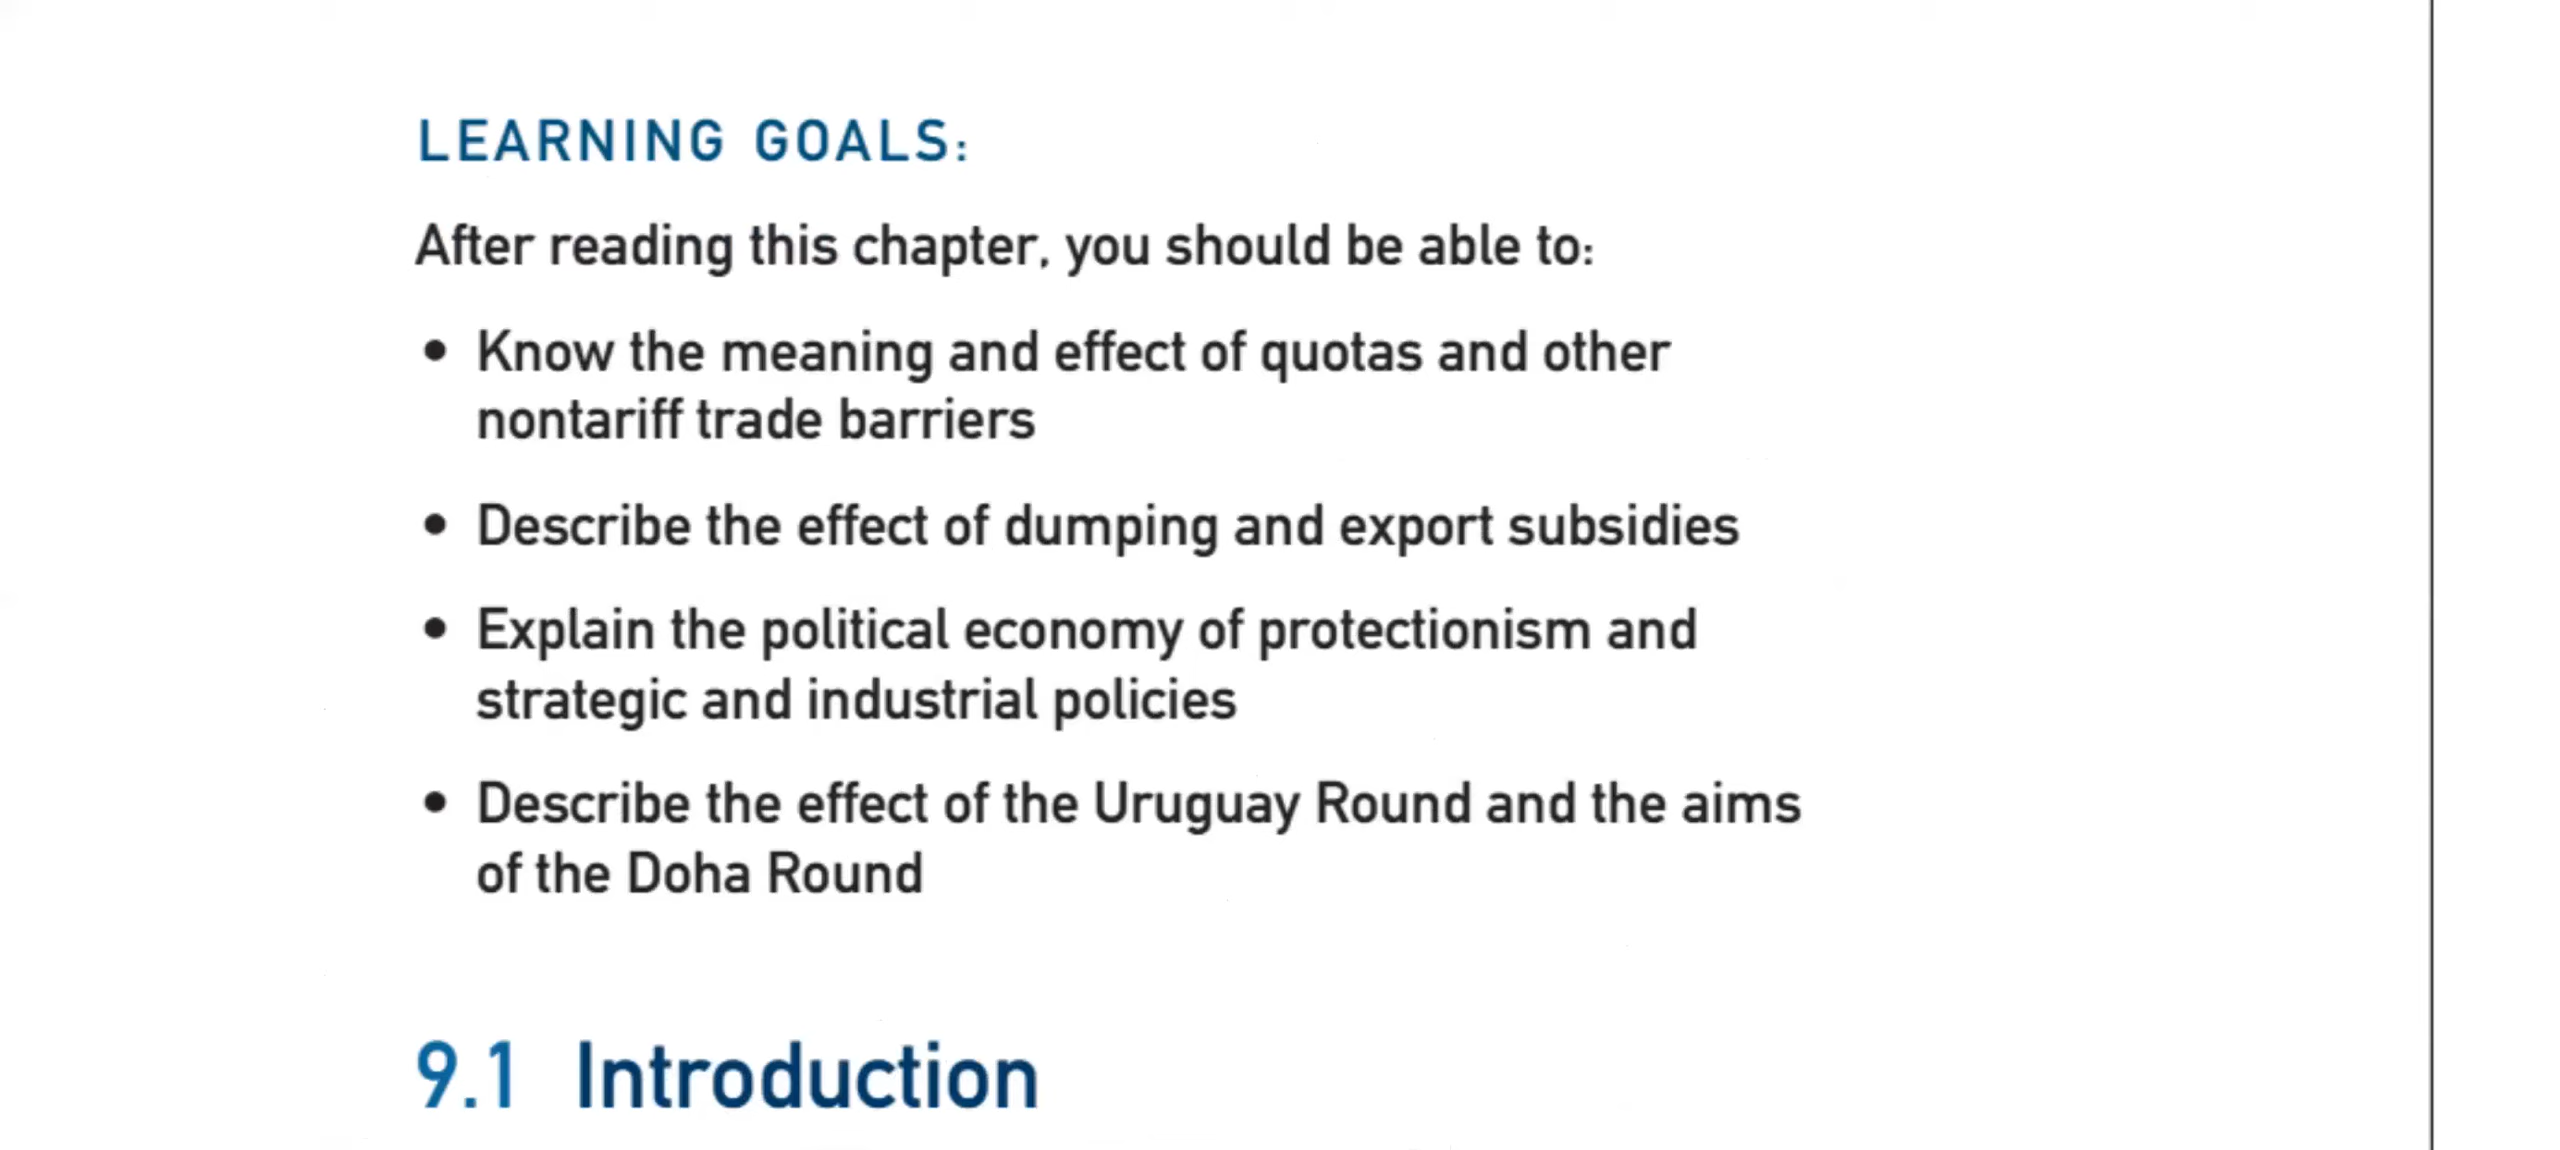 LEARNING GOALS:
After reading this chapter, you should be able to:
• Know the meaning and effect of quotas and other
nontariff trade barriers
• Describe the effect of dumping and export subsidies
• Explain the political economy of protectionism and
strategic and industrial policies
• Describe the effect of the Uruguay Round and the aims
of the Doha Round
9.1 Introduction